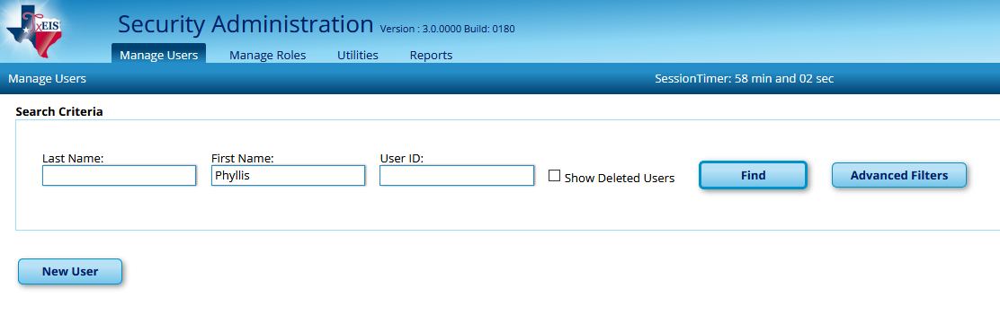 TxEIS
Security Administration Version : 3.0.0000 Build: 0180
Manage Users Manage Roles Utilities Reports
Manage Users SessionTimer: 58 min and 02 sec
Search Criteria
Last Name: First Name: User ID:
Phyllis Show Deleted Users Find Advanced Filters
New User